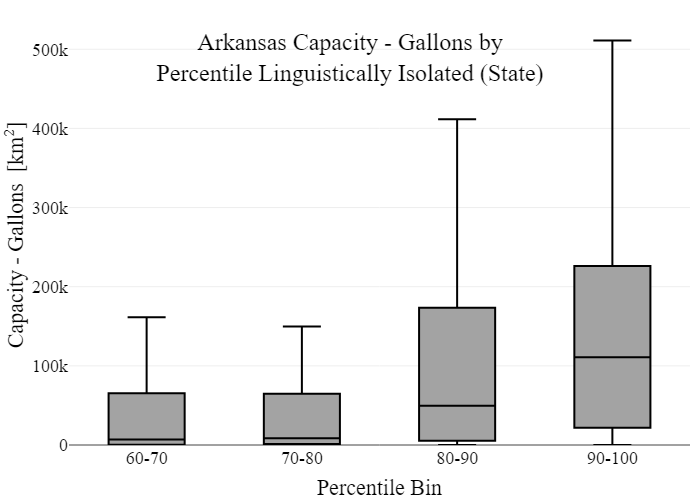 Arkansas Capacity - Gallons by
Percentile Linguistically Isolated (State)
Capacity - Gallons [km²]
500k
400k
300k
200k
100k
0
60-70
70-80
80-90
90-100
Percentile Bin